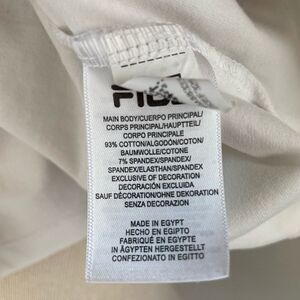 FILA
MAIN BODY/CUERPO PRINCIPAL/
CORPS PRINCIPAL/HAUPTTEIL/
CORPO PRINCIPALE
93% COTTON/ALGODÓN/COTON/
BAUMWOLLE/COTONE
7% SPANDEX/SPANDEX/
SPANDEX/ELASTHAN/SPANDEX
EXCLUSIVE OF DECORATION
DECORACIÓN EXCLUIDA
SAUF DÉCORATION/OHNE DEKORATION
SENZA DECORAZION
MADE IN EGYPT
HECHO EN EGIPTO
FABRIQUÉ EN EGYPTE
IN ÄGYPTEN HERGESTELLT
CONFEZIONATO IN EGITTO